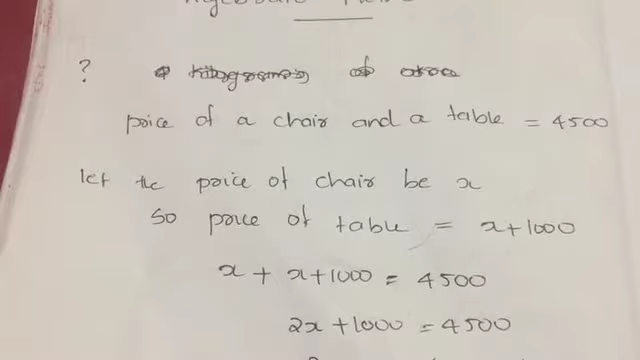 ?
price of a chair and a table = 4500
let the price of chair be x
so price of table = x+1000
x + x+1000 = 4500
2x + 1000 = 4500